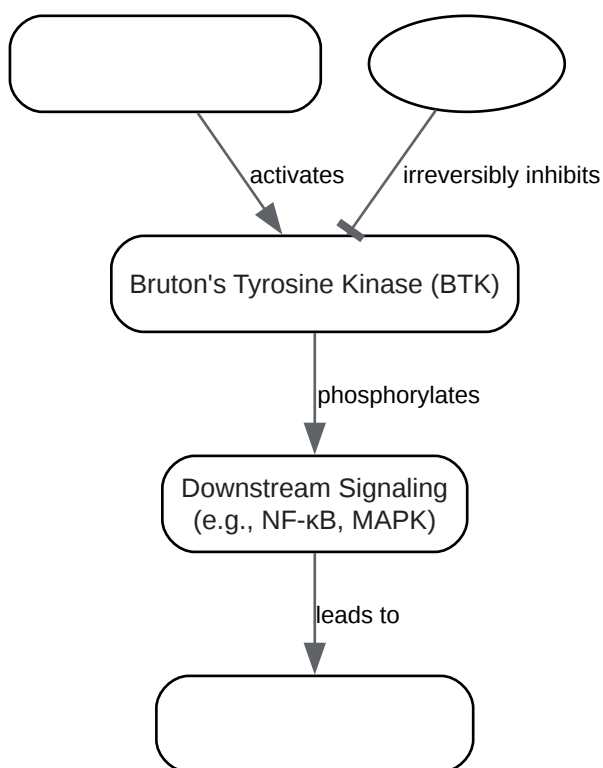 activates
irreversibly inhibits
Bruton's Tyrosine Kinase (BTK)
phosphorylates
Downstream Signaling
(e.g., NF-κB, MAPK)
leads to